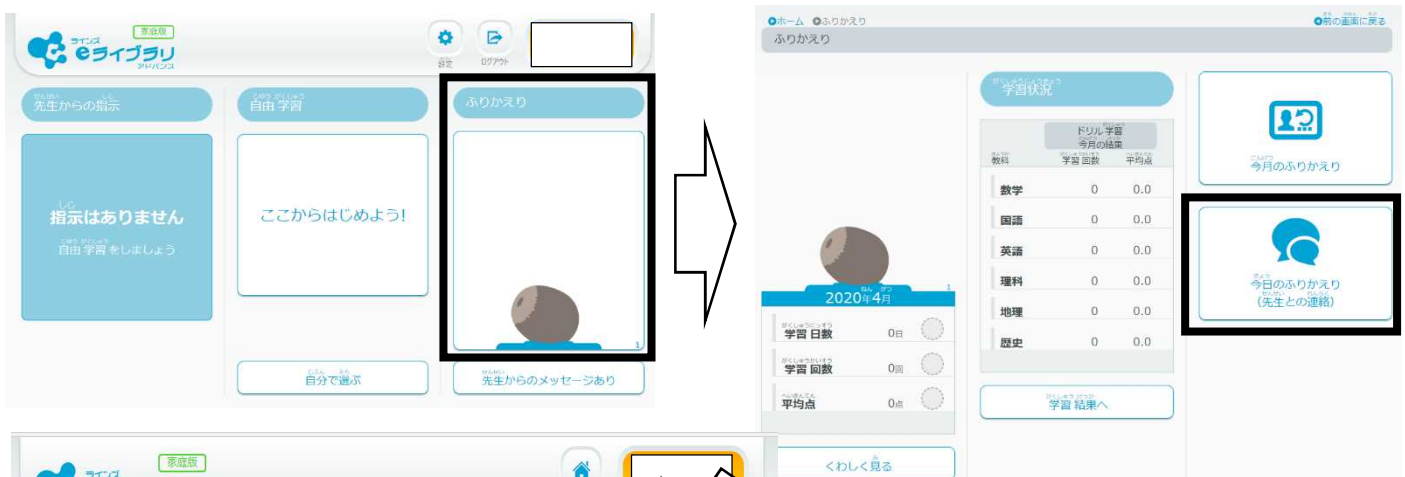 ラインズ
家庭版
eライブラリ
アドバンス
設定
ログアウト
先生からの指示
自由学習
ふりかえり
指示はありません
自由学習をしましょう
ここからはじめよう!
1
自分で選ぶ
先生からのメッセージあり
ホーム ふりかえり
前の画面に戻る
ふりかえり
1
2020年4月
学習日数 0日
学習回数 0回
平均点 0点
くわしく見る
学習状況
ドリル学習
今月の結果
教科 学習回数 平均点
数学 0 0.0
国語 0 0.0
英語 0 0.0
理科 0 0.0
地理 0 0.0
歴史 0 0.0
学習結果へ
今月のふりかえり
今日のふりかえり
(先生との連絡)
ラインズ
家庭版